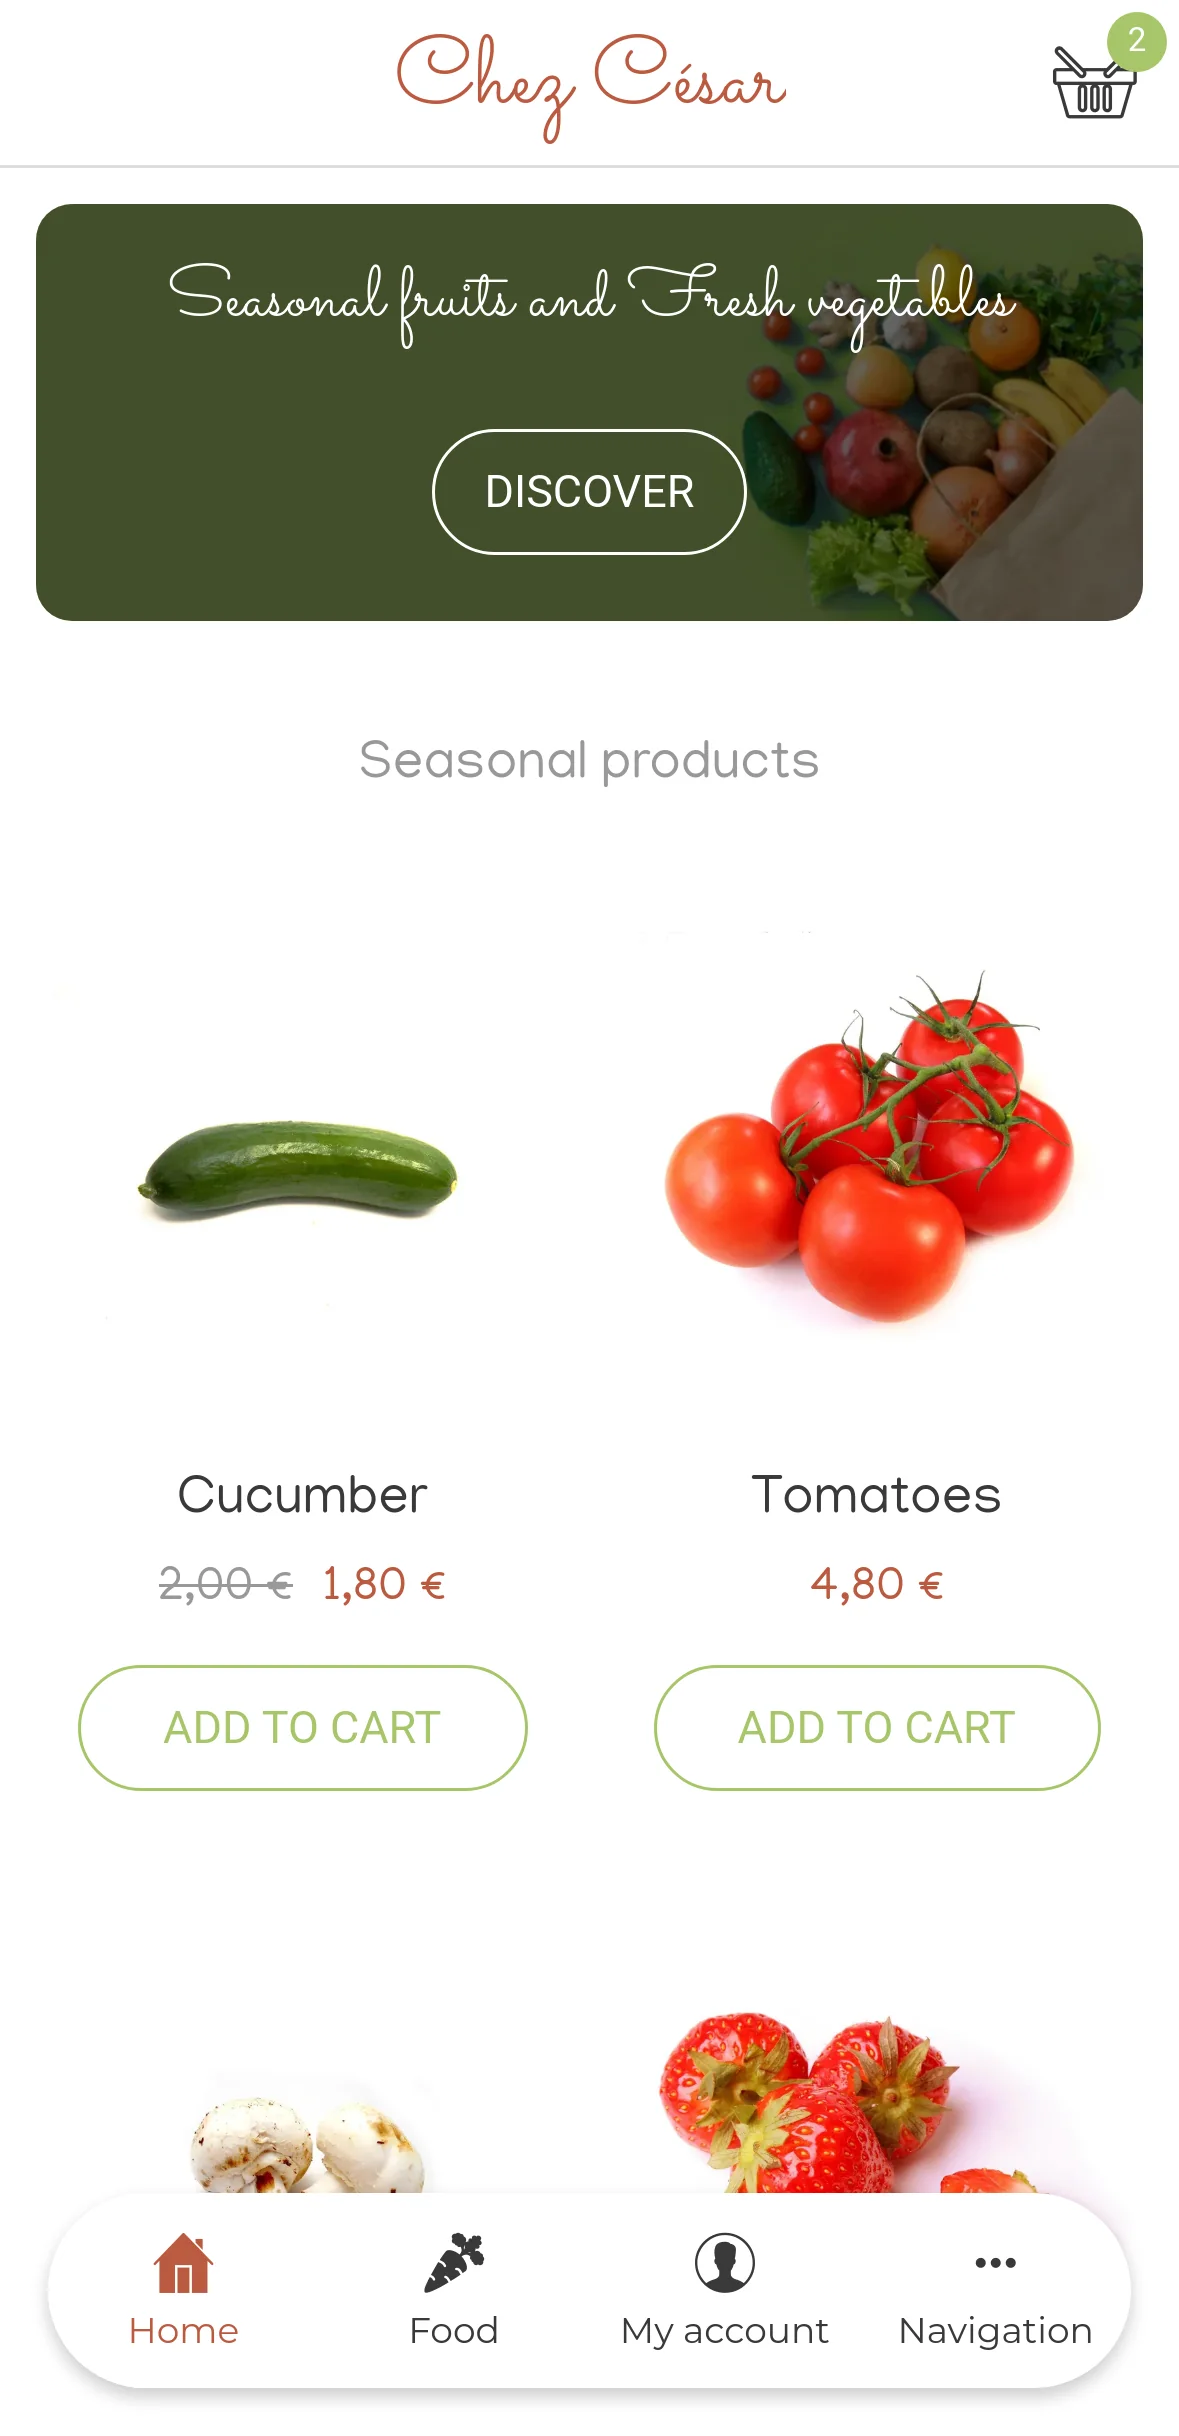 Chez César
2
Seasonal fruits and Fresh vegetables
DISCOVER
Seasonal products
Cucumber
2,00 € 1,80 €
ADD TO CART
Tomatoes
4,80 €
ADD TO CART
Home
Food
My account
Navigation